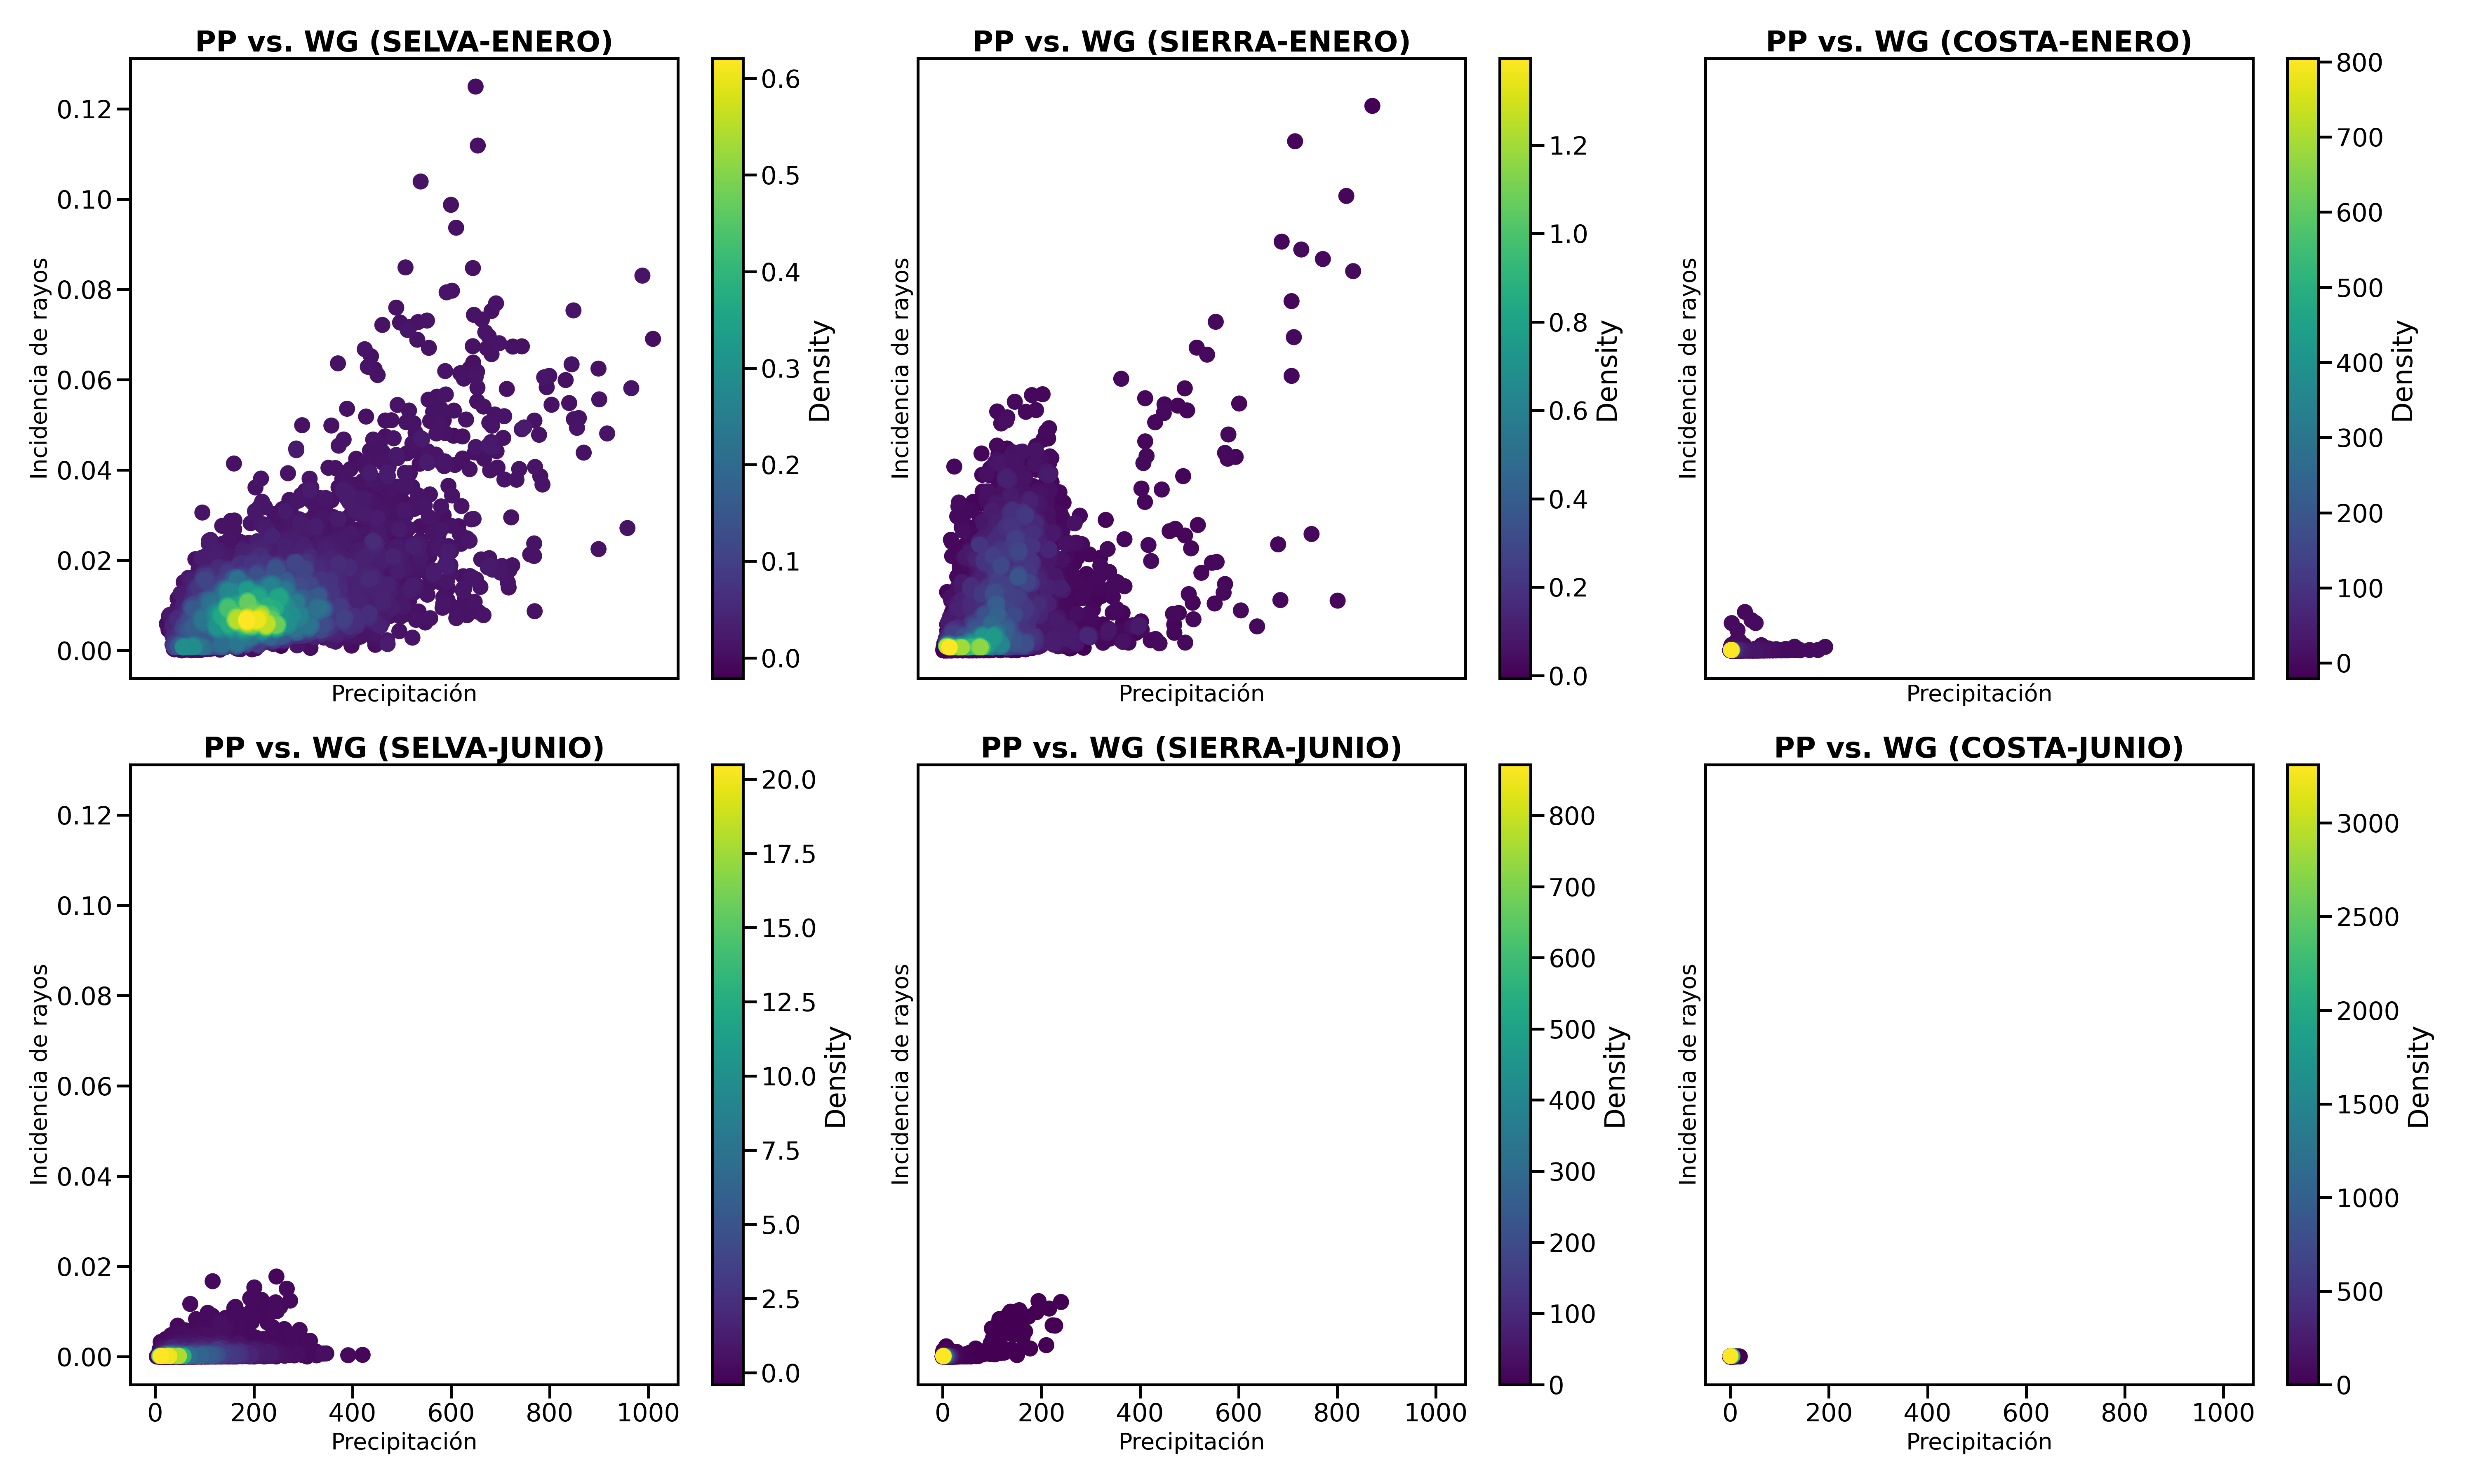 PP vs. WG (SELVA-ENERO)
0.12
0.10
0.08
0.06
0.04
0.02
0.00
Incidencia de rayos
Precipitación
0.6
0.5
0.4
0.3
0.2
0.1
0.0
Density
PP vs. WG (SIERRA-ENERO)
Incidencia de rayos
Precipitación
1.2
1.0
0.8
0.6
0.4
0.2
0.0
Density
PP vs. WG (COSTA-ENERO)
Incidencia de rayos
Precipitación
800
700
600
500
400
300
200
100
0
Density
PP vs. WG (SELVA-JUNIO)
0.12
0.10
0.08
0.06
0.04
0.02
0.00
Incidencia de rayos
0 200 400 600 800 1000
Precipitación
20.0
17.5
15.0
12.5
10.0
7.5
5.0
2.5
0.0
Density
PP vs. WG (SIERRA-JUNIO)
Incidencia de rayos
0 200 400 600 800 1000
Precipitación
800
700
600
500
400
300
200
100
0
Density
PP vs. WG (COSTA-JUNIO)
Incidencia de rayos
0 200 400 600 800 1000
Precipitación
3000
2500
2000
1500
1000
500
0
Density